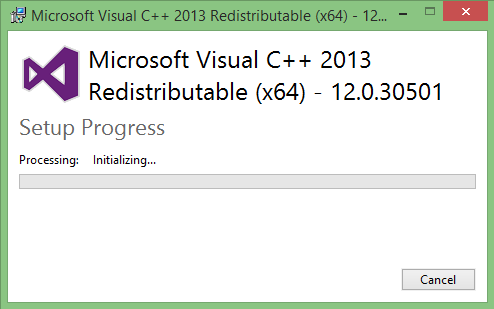 Microsoft Visual C++ 2013 Redistributable (x64) - 12...
Microsoft Visual C++ 2013
Redistributable (x64) - 12.0.30501
Setup Progress
Processing: Initializing...
Cancel